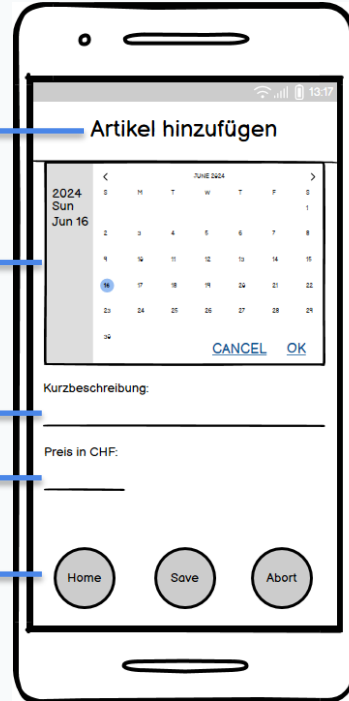 13:17
Artikel hinzufügen
2024
Sun
Jun 16
< JUNE 2024 >
S M T W T F S
1
2 3 4 5 6 7 8
9 10 11 12 13 14 15
16 17 18 19 20 21 22
23 24 25 26 27 28 29
30
CANCEL OK
Kurzbeschreibung:
Preis in CHF:
Home Save Abort